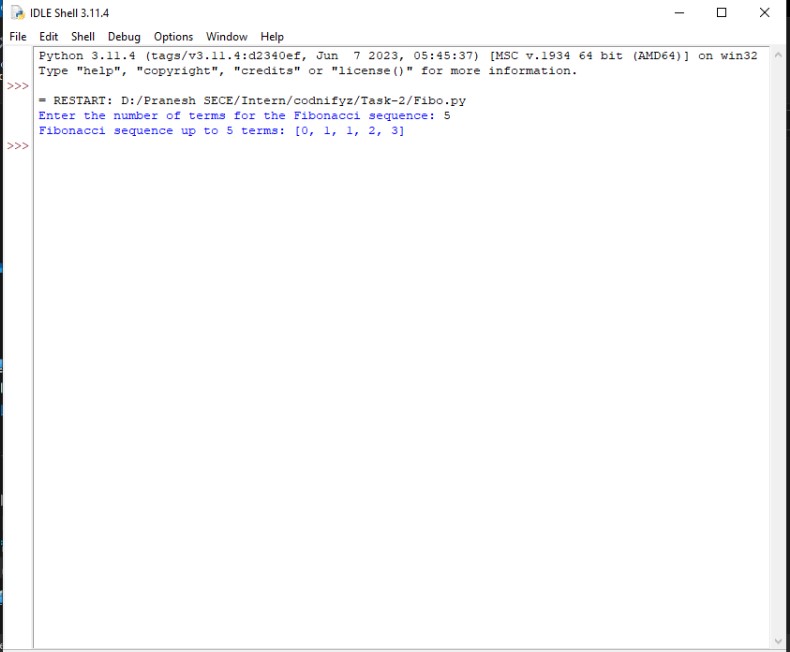 IDLE Shell 3.11.4
File Edit Shell Debug Options Window Help
Python 3.11.4 (tags/v3.11.4:d2340ef, Jun  7 2023, 05:45:37) [MSC v.1934 64 bit (AMD64)] on win32
Type "help", "copyright", "credits" or "license()" for more information.
>>>
= RESTART: D:/Pranesh SECE/Intern/codnifyz/Task-2/Fibo.py
Enter the number of terms for the Fibonacci sequence: 5
Fibonacci sequence up to 5 terms: [0, 1, 1, 2, 3]
>>>